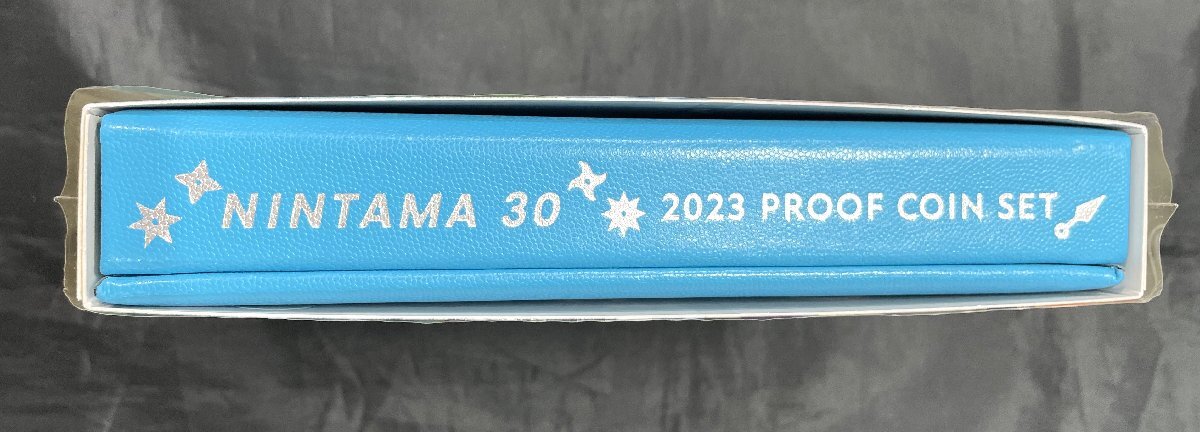 NINTAMA 30 2023 PROOF COIN SET